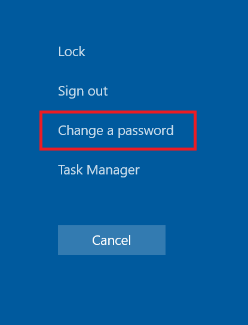 Lock
Sign out
Change a password
Task Manager
Cancel